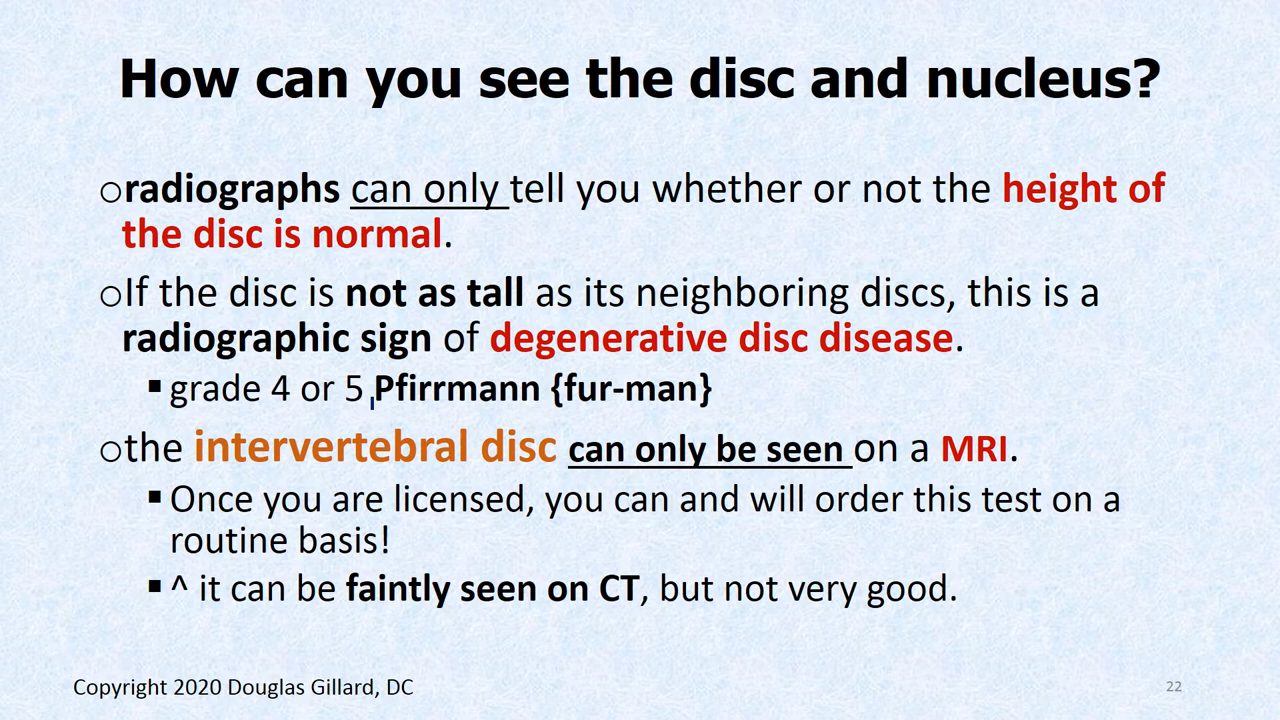 How can you see the disc and nucleus?
oradiographs can only tell you whether or not the height of
the disc is normal.
oIf the disc is not as tall as its neighboring discs, this is a
radiographic sign of degenerative disc disease.
▪ grade 4 or 5 Pfirrmann {fur-man}
othe intervertebral disc can only be seen on a MRI.
▪ Once you are licensed, you can and will order this test on a
routine basis!
▪ ^ it can be faintly seen on CT, but not very good.
Copyright 2020 Douglas Gillard, DC
22